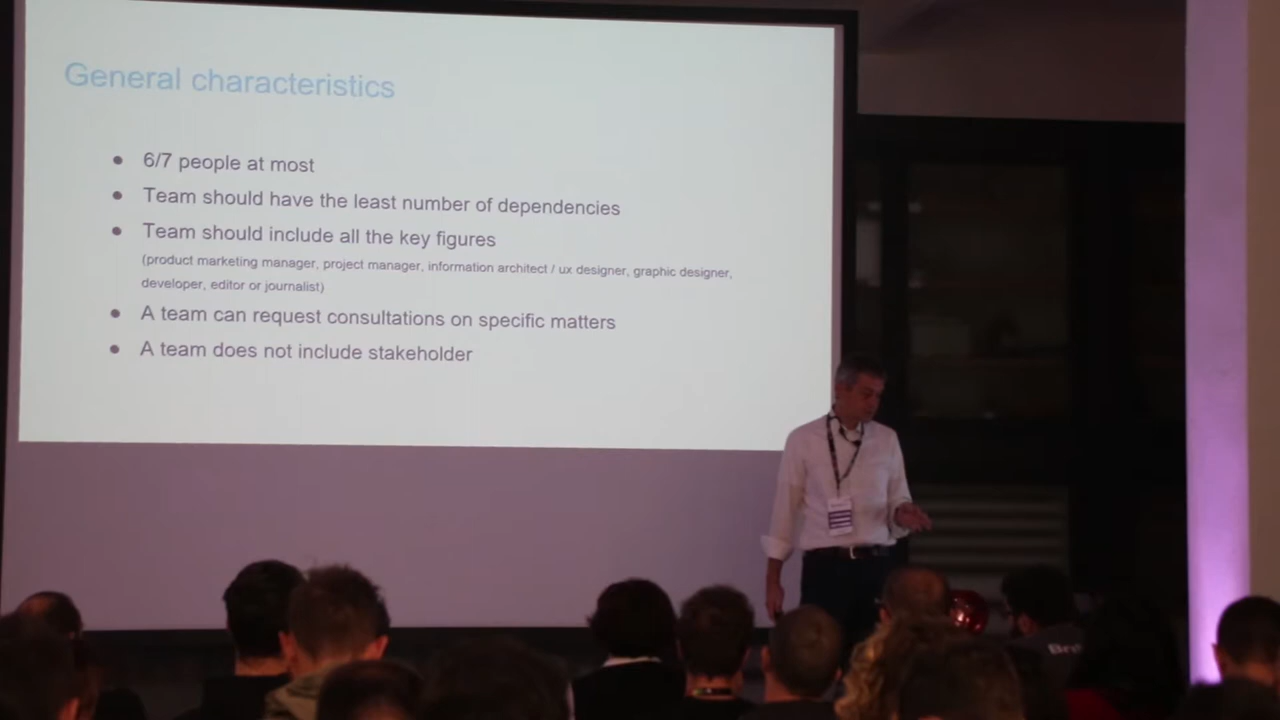 General characteristics
● 6/7 people at most
● Team should have the least number of dependencies
● Team should include all the key figures
(product marketing manager, project manager, information architect / ux designer, graphic designer,
developer, editor or journalist)
● A team can request consultations on specific matters
● A team does not include stakeholder